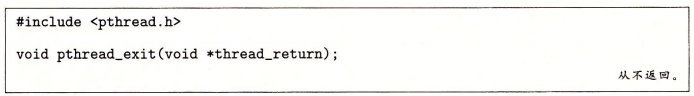 #include <pthread.h>
void pthread_exit(void *thread_return);
从不返回。